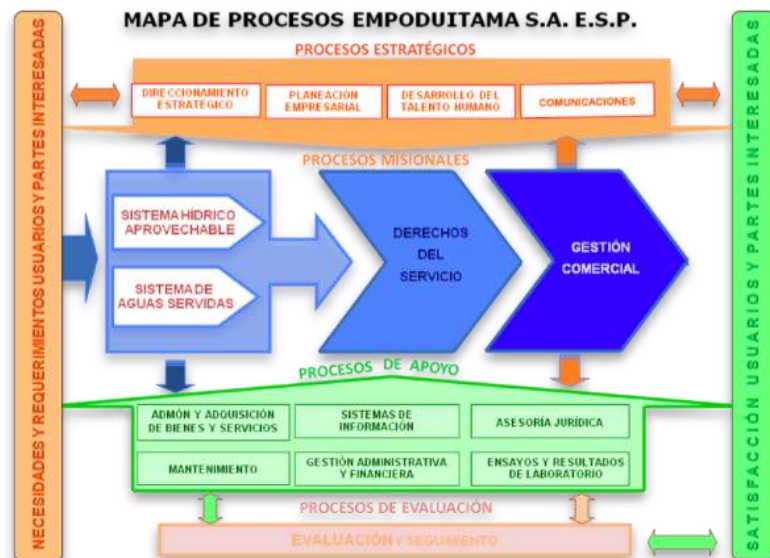 MAPA DE PROCESOS EMPODUITAMA S.A. E.S.P.
NECESIDADES Y REQUERIMIENTOS USUARIOS Y PARTES INTERESADAS
PROCESOS ESTRATÉGICOS
DIRECCIONAMIENTO
ESTRATÉGICO
PLANEACIÓN
EMPRESARIAL
DESARROLLO DEL
TALENTO HUMANO
COMUNICACIONES
PROCESOS MISIONALES
SISTEMA HÍDRICO
APROVECHABLE
SISTEMA DE
AGUAS SERVIDAS
DERECHOS
DEL
SERVICIO
GESTIÓN
COMERCIAL
PROCESOS DE APOYO
ADMÓN Y ADQUISICIÓN
DE BIENES Y SERVICIOS
SISTEMAS DE
INFORMACIÓN
ASESORÍA JURÍDICA
MANTENIMIENTO
GESTIÓN ADMINISTRATIVA
Y FINANCIERA
ENSAYOS Y RESULTADOS
DE LABORATORIO
PROCESOS DE EVALUACIÓN
EVALUACIÓN Y SEGUIMIENTO
SATISFACCIÓN USUARIOS Y PARTES INTERESADAS